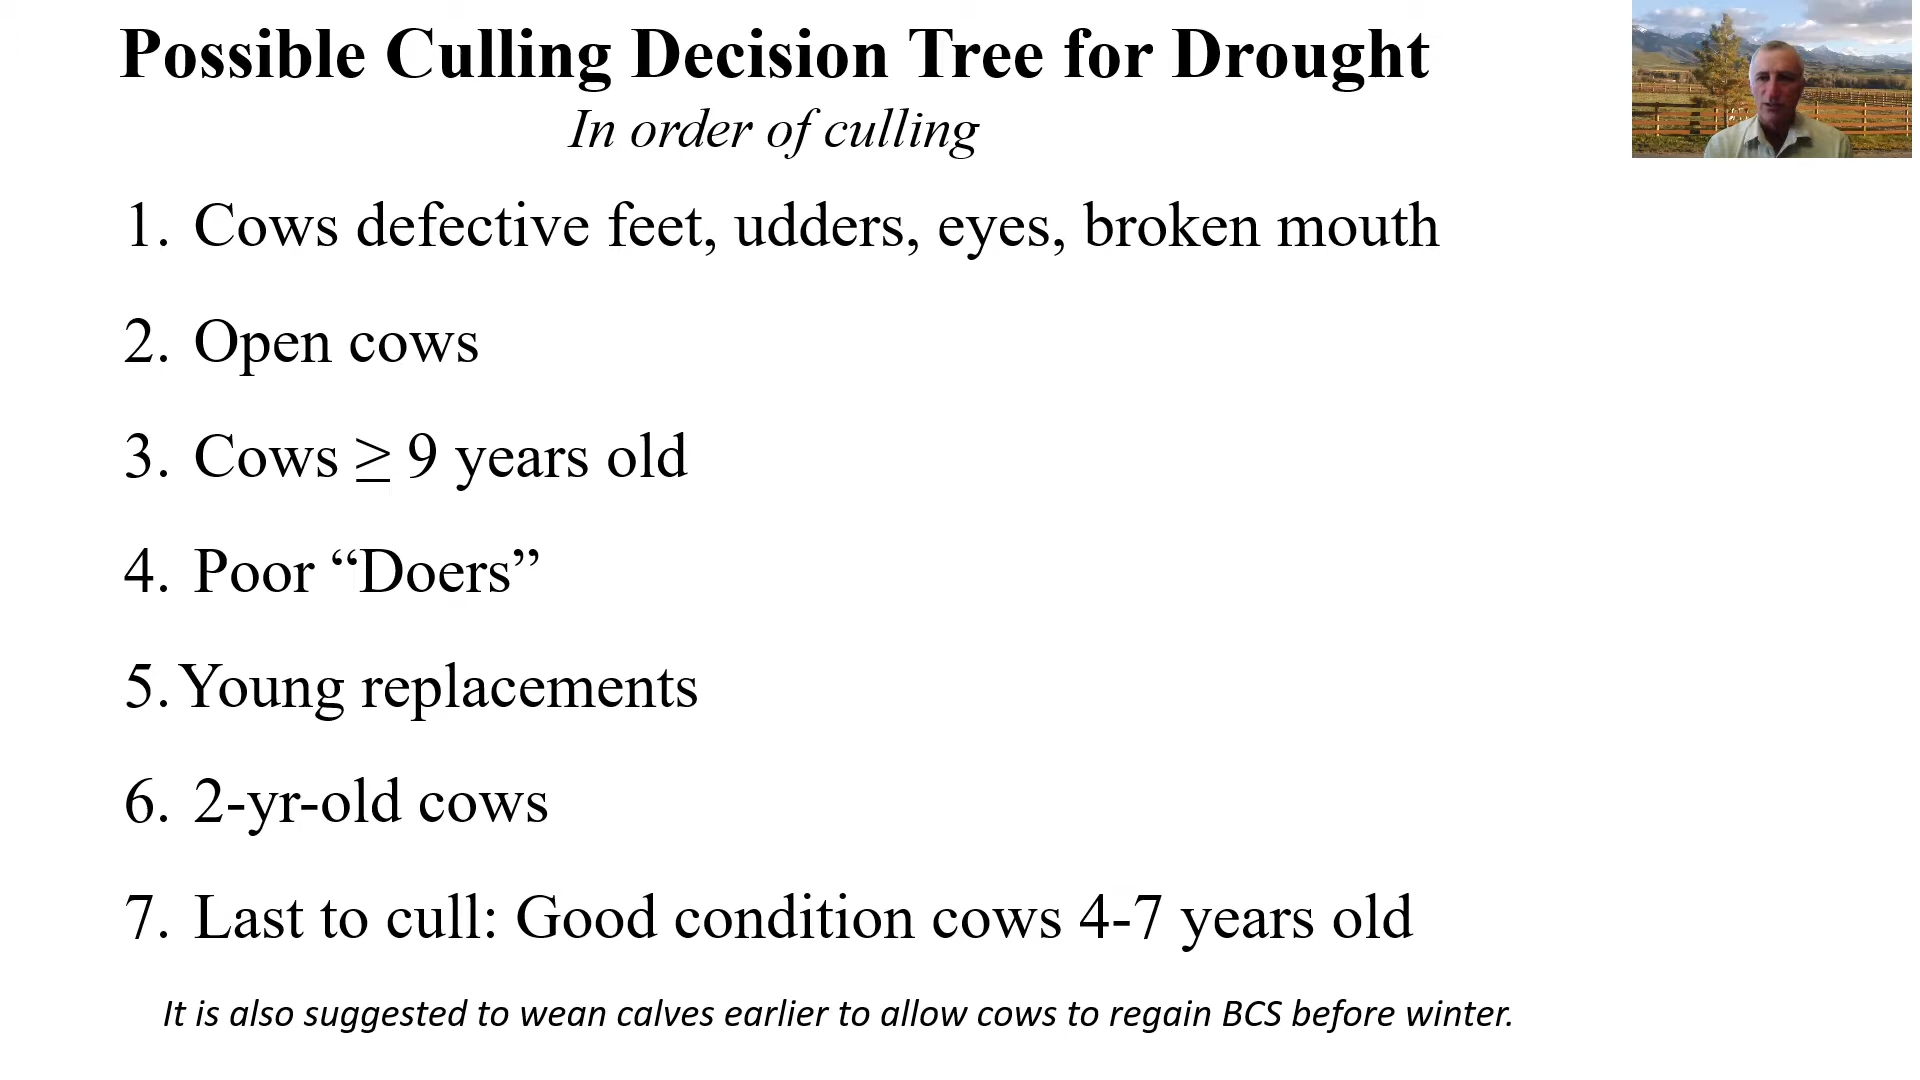 Possible Culling Decision Tree for Drought
In order of culling
1. Cows defective feet, udders, eyes, broken mouth
2. Open cows
3. Cows ≥ 9 years old
4. Poor “Doers”
5. Young replacements
6. 2-yr-old cows
7. Last to cull: Good condition cows 4-7 years old
It is also suggested to wean calves earlier to allow cows to regain BCS before winter.